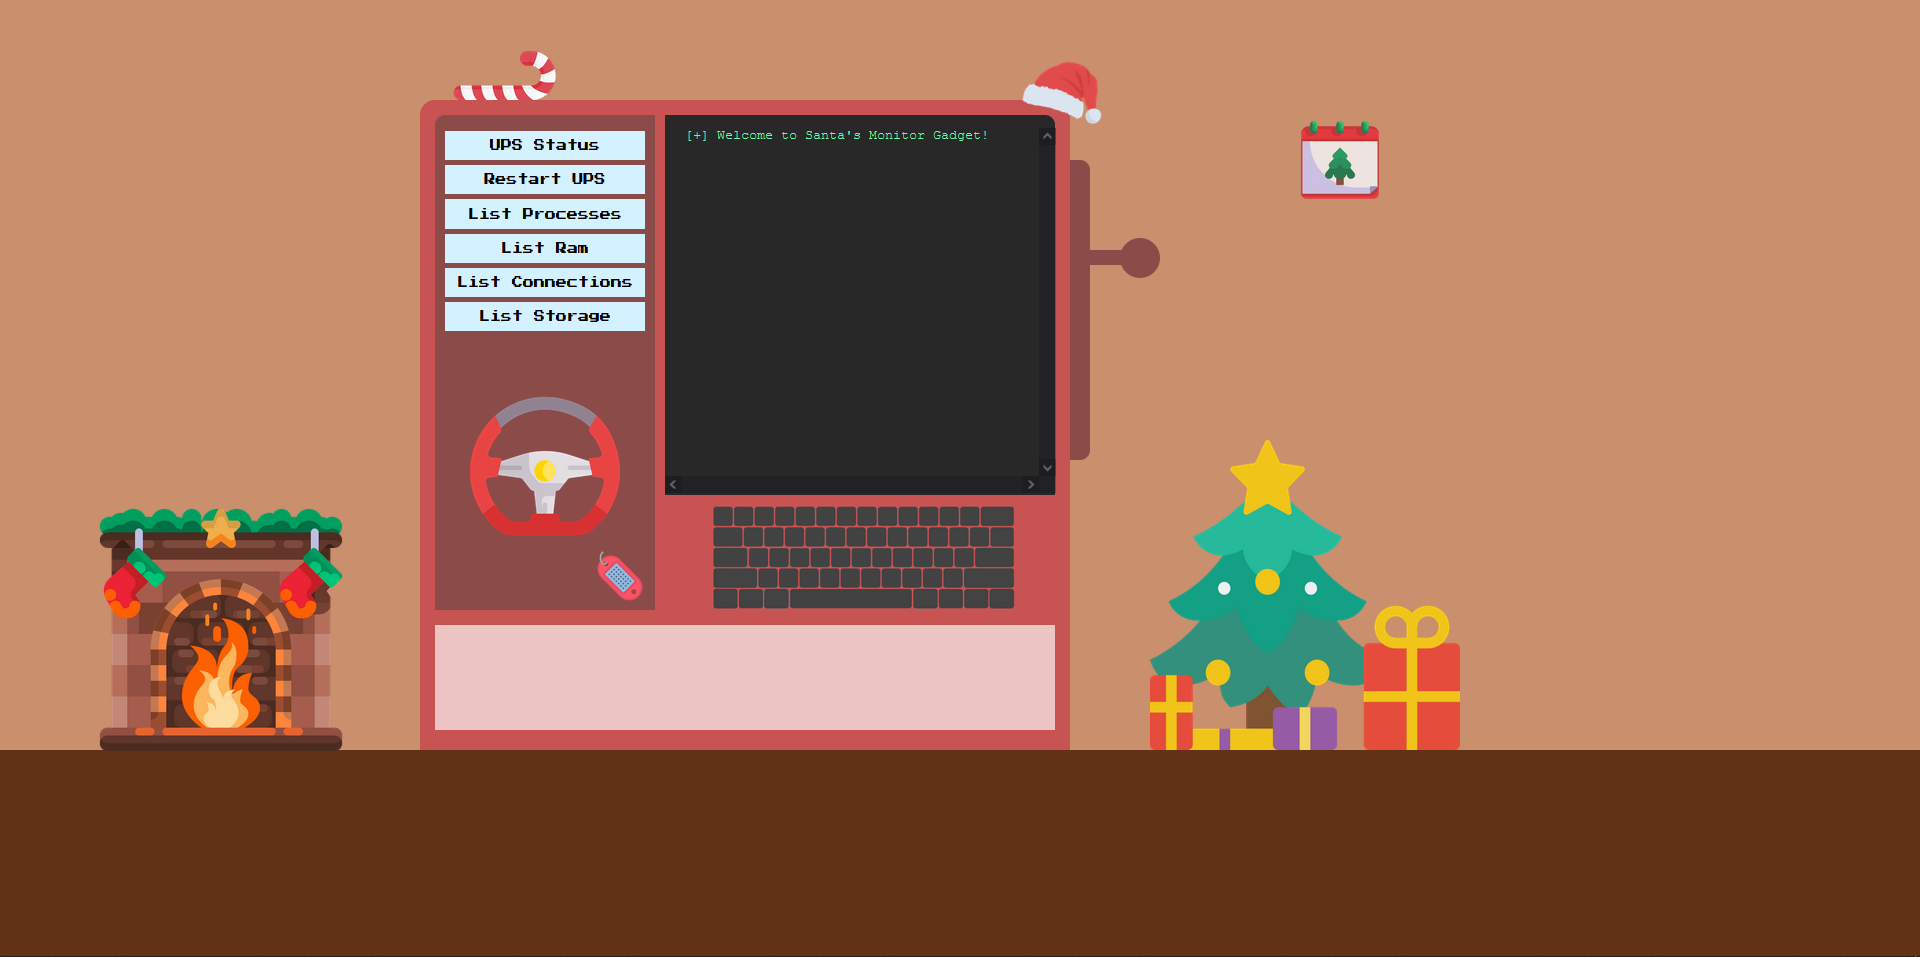 UPS Status
Restart UPS
List Processes
List Ram
List Connections
List Storage
[+] Welcome to Santa's Monitor Gadget!